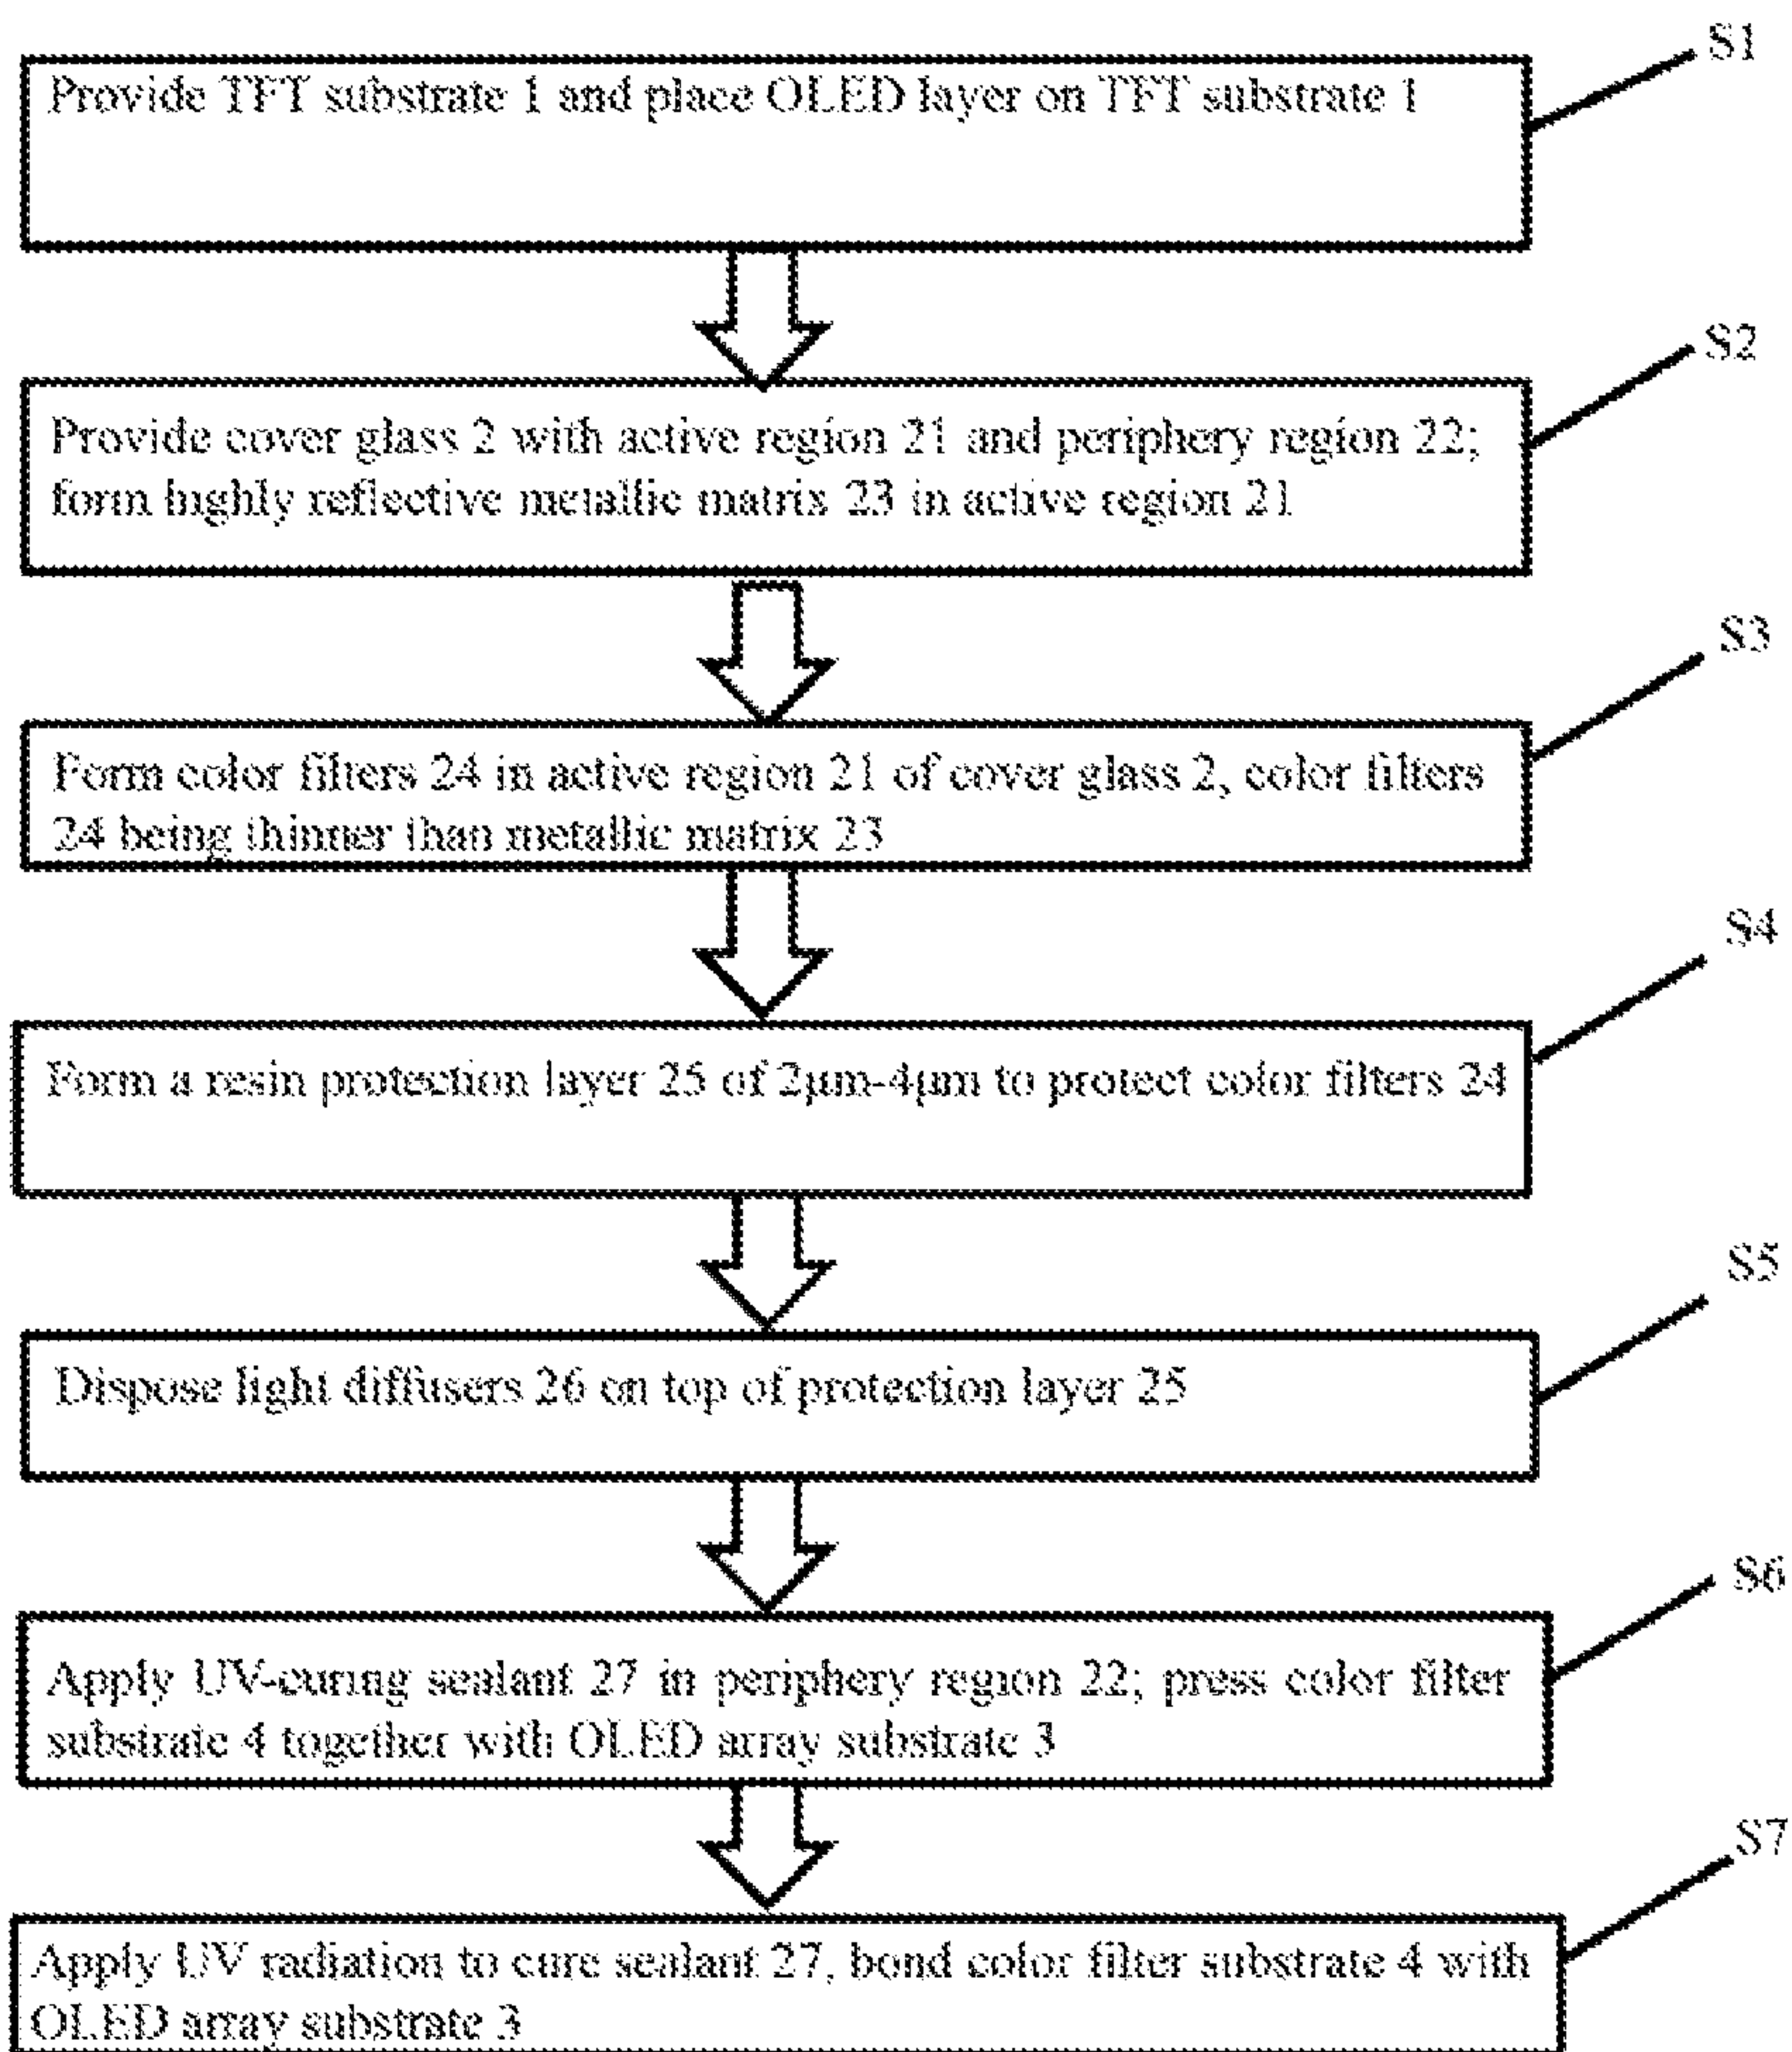 S1
Provide TFT substrate 1 and place OLED layer on TFT substrate 1
S2
Provide cover glass 2 with active region 21 and periphery region 22;
form highly reflective metallic matrix 23 in active region 21
S3
Form color filters 24 in active region 21 of cover glass 2, color filters
24 being thinner than metallic matrix 23
S4
Form a resin protection layer 25 of 2μm-4μm to protect color filters 24
S5
Dispose light diffusers 26 on top of protection layer 25
S6
Apply UV-curing sealant 27 in periphery region 22; press color filter
substrate 4 together with OLED array substrate 3
S7
Apply UV radiation to cure sealant 27, bond color filter substrate 4 with
OLED array substrate 3